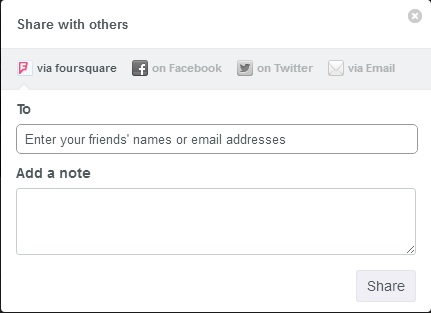 Share with others
via foursquare on Facebook on Twitter via Email
To
Enter your friends' names or email addresses
Add a note
Share